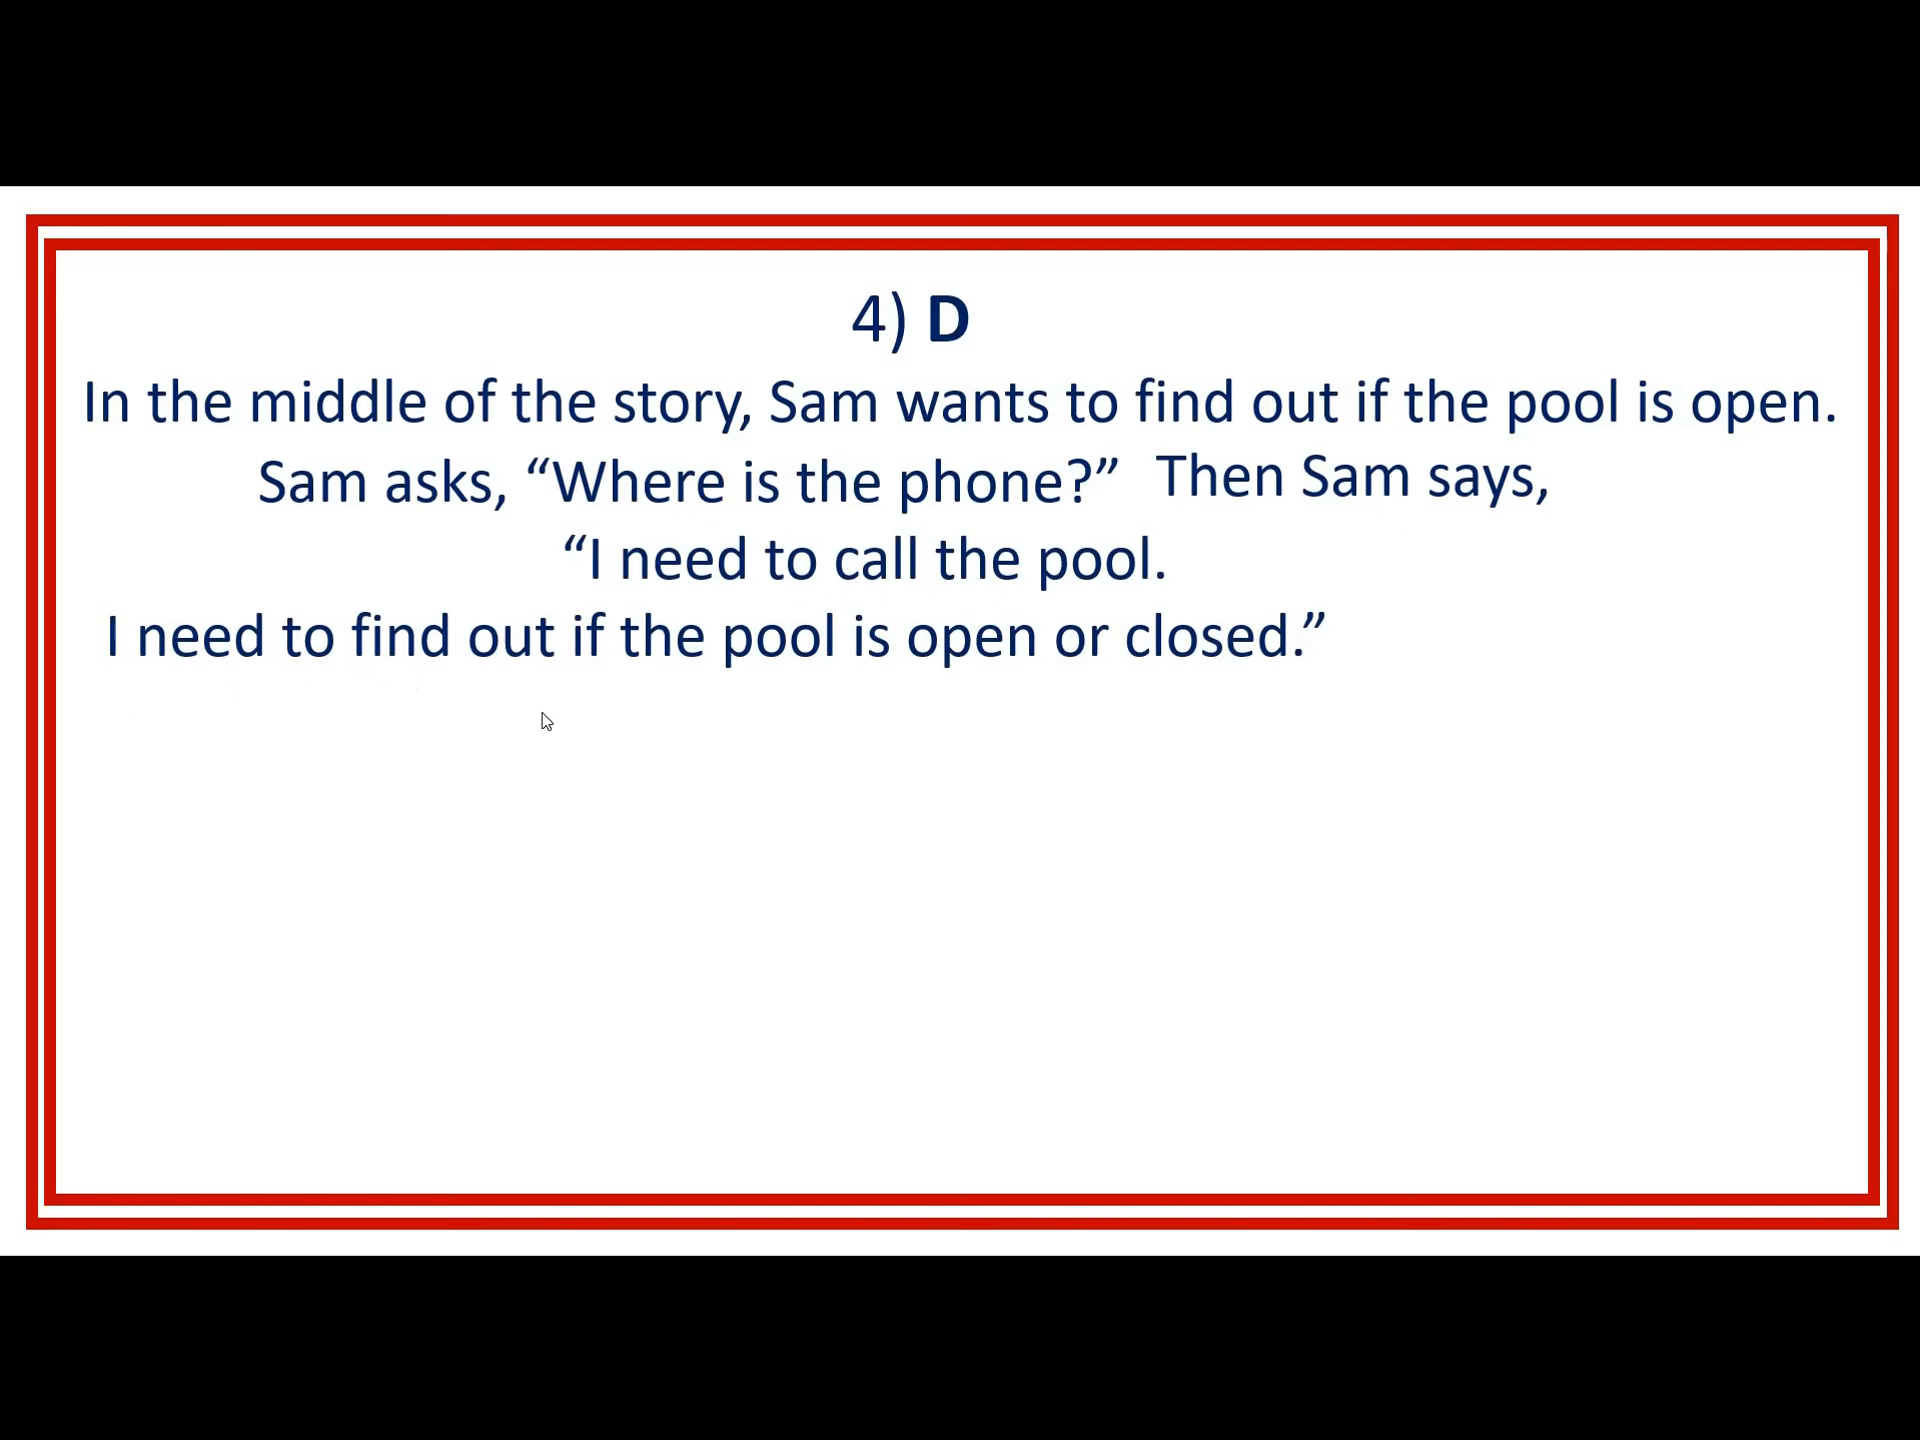 4) D
In the middle of the story, Sam wants to find out if the pool is open.
Sam asks, “Where is the phone?” Then Sam says,
“I need to call the pool.
I need to find out if the pool is open or closed.”